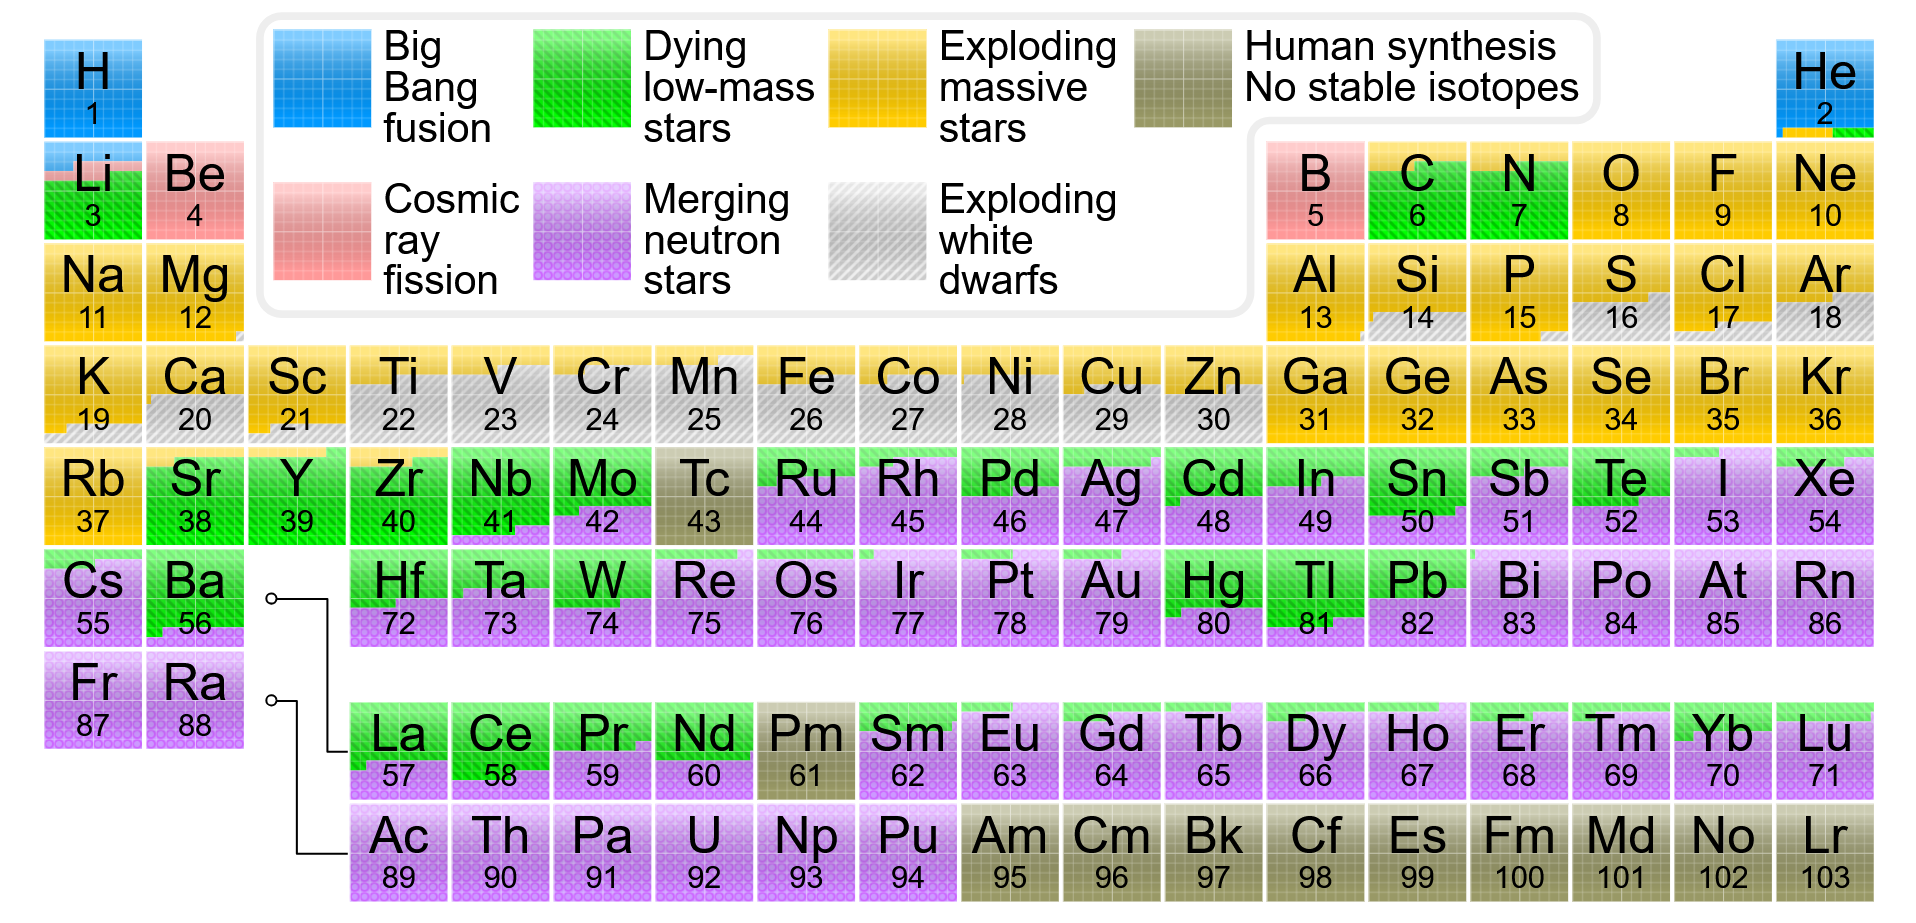 Big Bang fusion
Dying low-mass stars
Exploding massive stars
Human synthesis
No stable isotopes
Cosmic ray fission
Merging neutron stars
Exploding white dwarfs
H He
1 2
Li Be B C N O F Ne
3 4 5 6 7 8 9 10
Na Mg Al Si P S Cl Ar
11 12 13 14 15 16 17 18
K Ca Sc Ti V Cr Mn Fe Co Ni Cu Zn Ga Ge As Se Br Kr
19 20 21 22 23 24 25 26 27 28 29 30 31 32 33 34 35 36
Rb Sr Y Zr Nb Mo Tc Ru Rh Pd Ag Cd In Sn Sb Te I Xe
37 38 39 40 41 42 43 44 45 46 47 48 49 50 51 52 53 54
Cs Ba Hf Ta W Re Os Ir Pt Au Hg Tl Pb Bi Po At Rn
55 56 72 73 74 75 76 77 78 79 80 81 82 83 84 85 86
Fr Ra
87 88
La Ce Pr Nd Pm Sm Eu Gd Tb Dy Ho Er Tm Yb Lu
57 58 59 60 61 62 63 64 65 66 67 68 69 70 71
Ac Th Pa U Np Pu Am Cm Bk Cf Es Fm Md No Lr
89 90 91 92 93 94 95 96 97 98 99 100 101 102 103